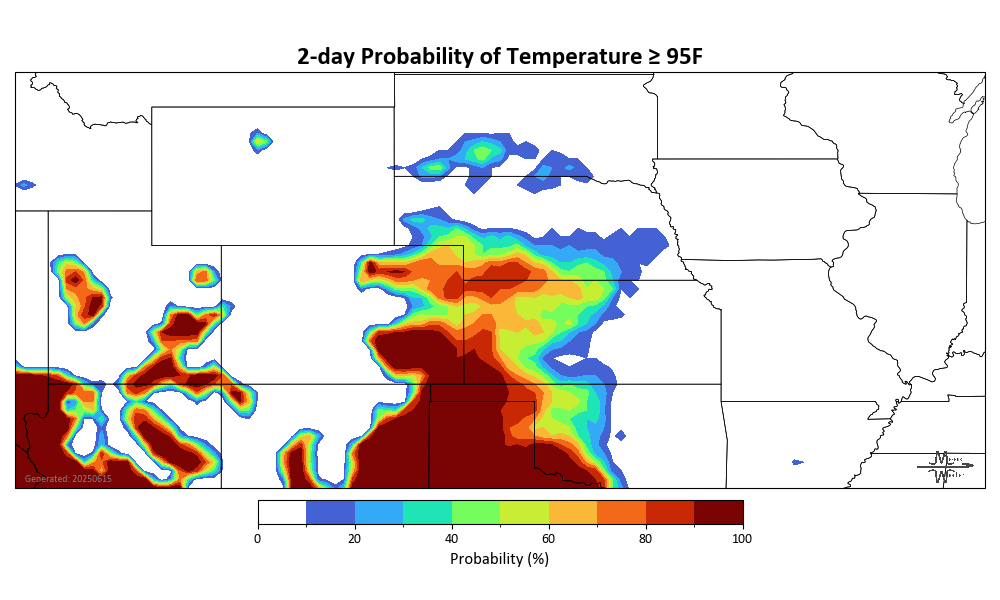 2-day Probability of Temperature ≥ 95F
Generated: 20250615
0 20 40 60 80 100
Probability (%)